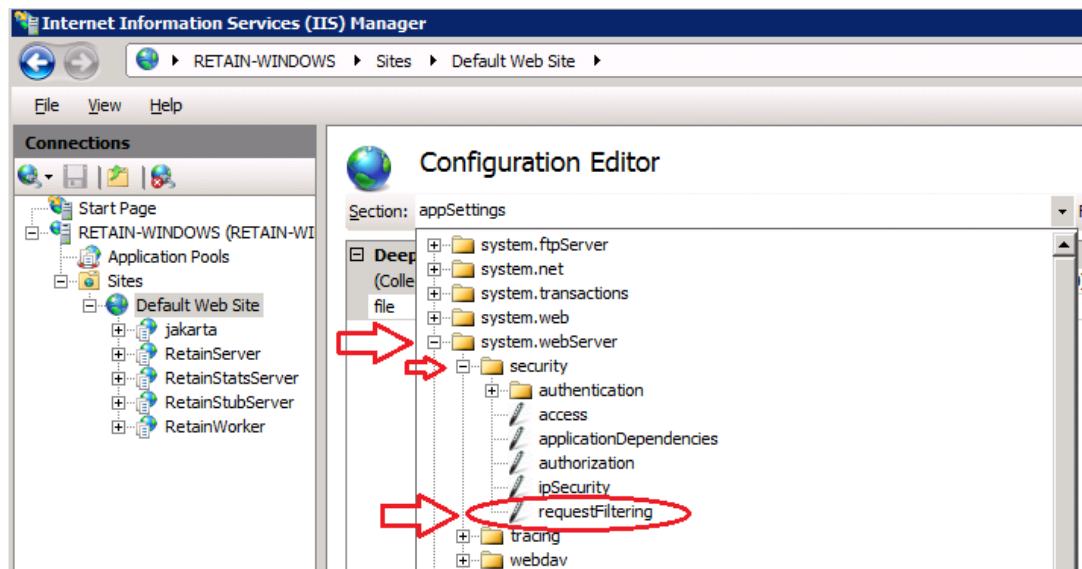 Internet Information Services (IIS) Manager
RETAIN-WINDOWS Sites Default Web Site
File View Help
Connections
Start Page
RETAIN-WINDOWS (RETAIN-WI
Application Pools
Sites
Default Web Site
jakarta
RetainServer
RetainStatsServer
RetainStubServer
RetainWorker
Configuration Editor
Section: appSettings
Deep
(Colle
file
system.ftpServer
system.net
system.transactions
system.web
system.webServer
security
authentication
access
applicationDependencies
authorization
ipSecurity
requestFiltering
tracing
webdav